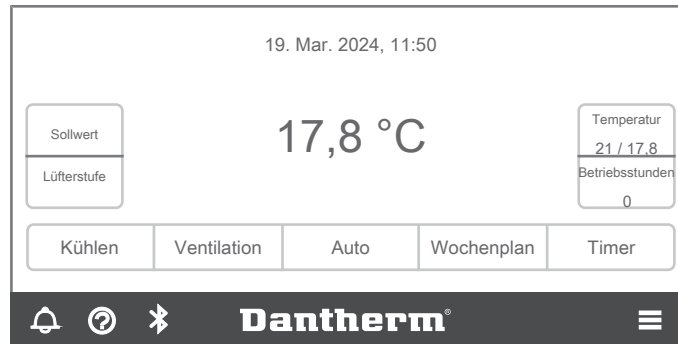 19. Mar. 2024, 11:50
Sollwert
Lüfterstufe
17,8 °C
Temperatur
21 / 17,8
Betriebsstunden
0
Kühlen Ventilation Auto Wochenplan Timer
Dantherm®